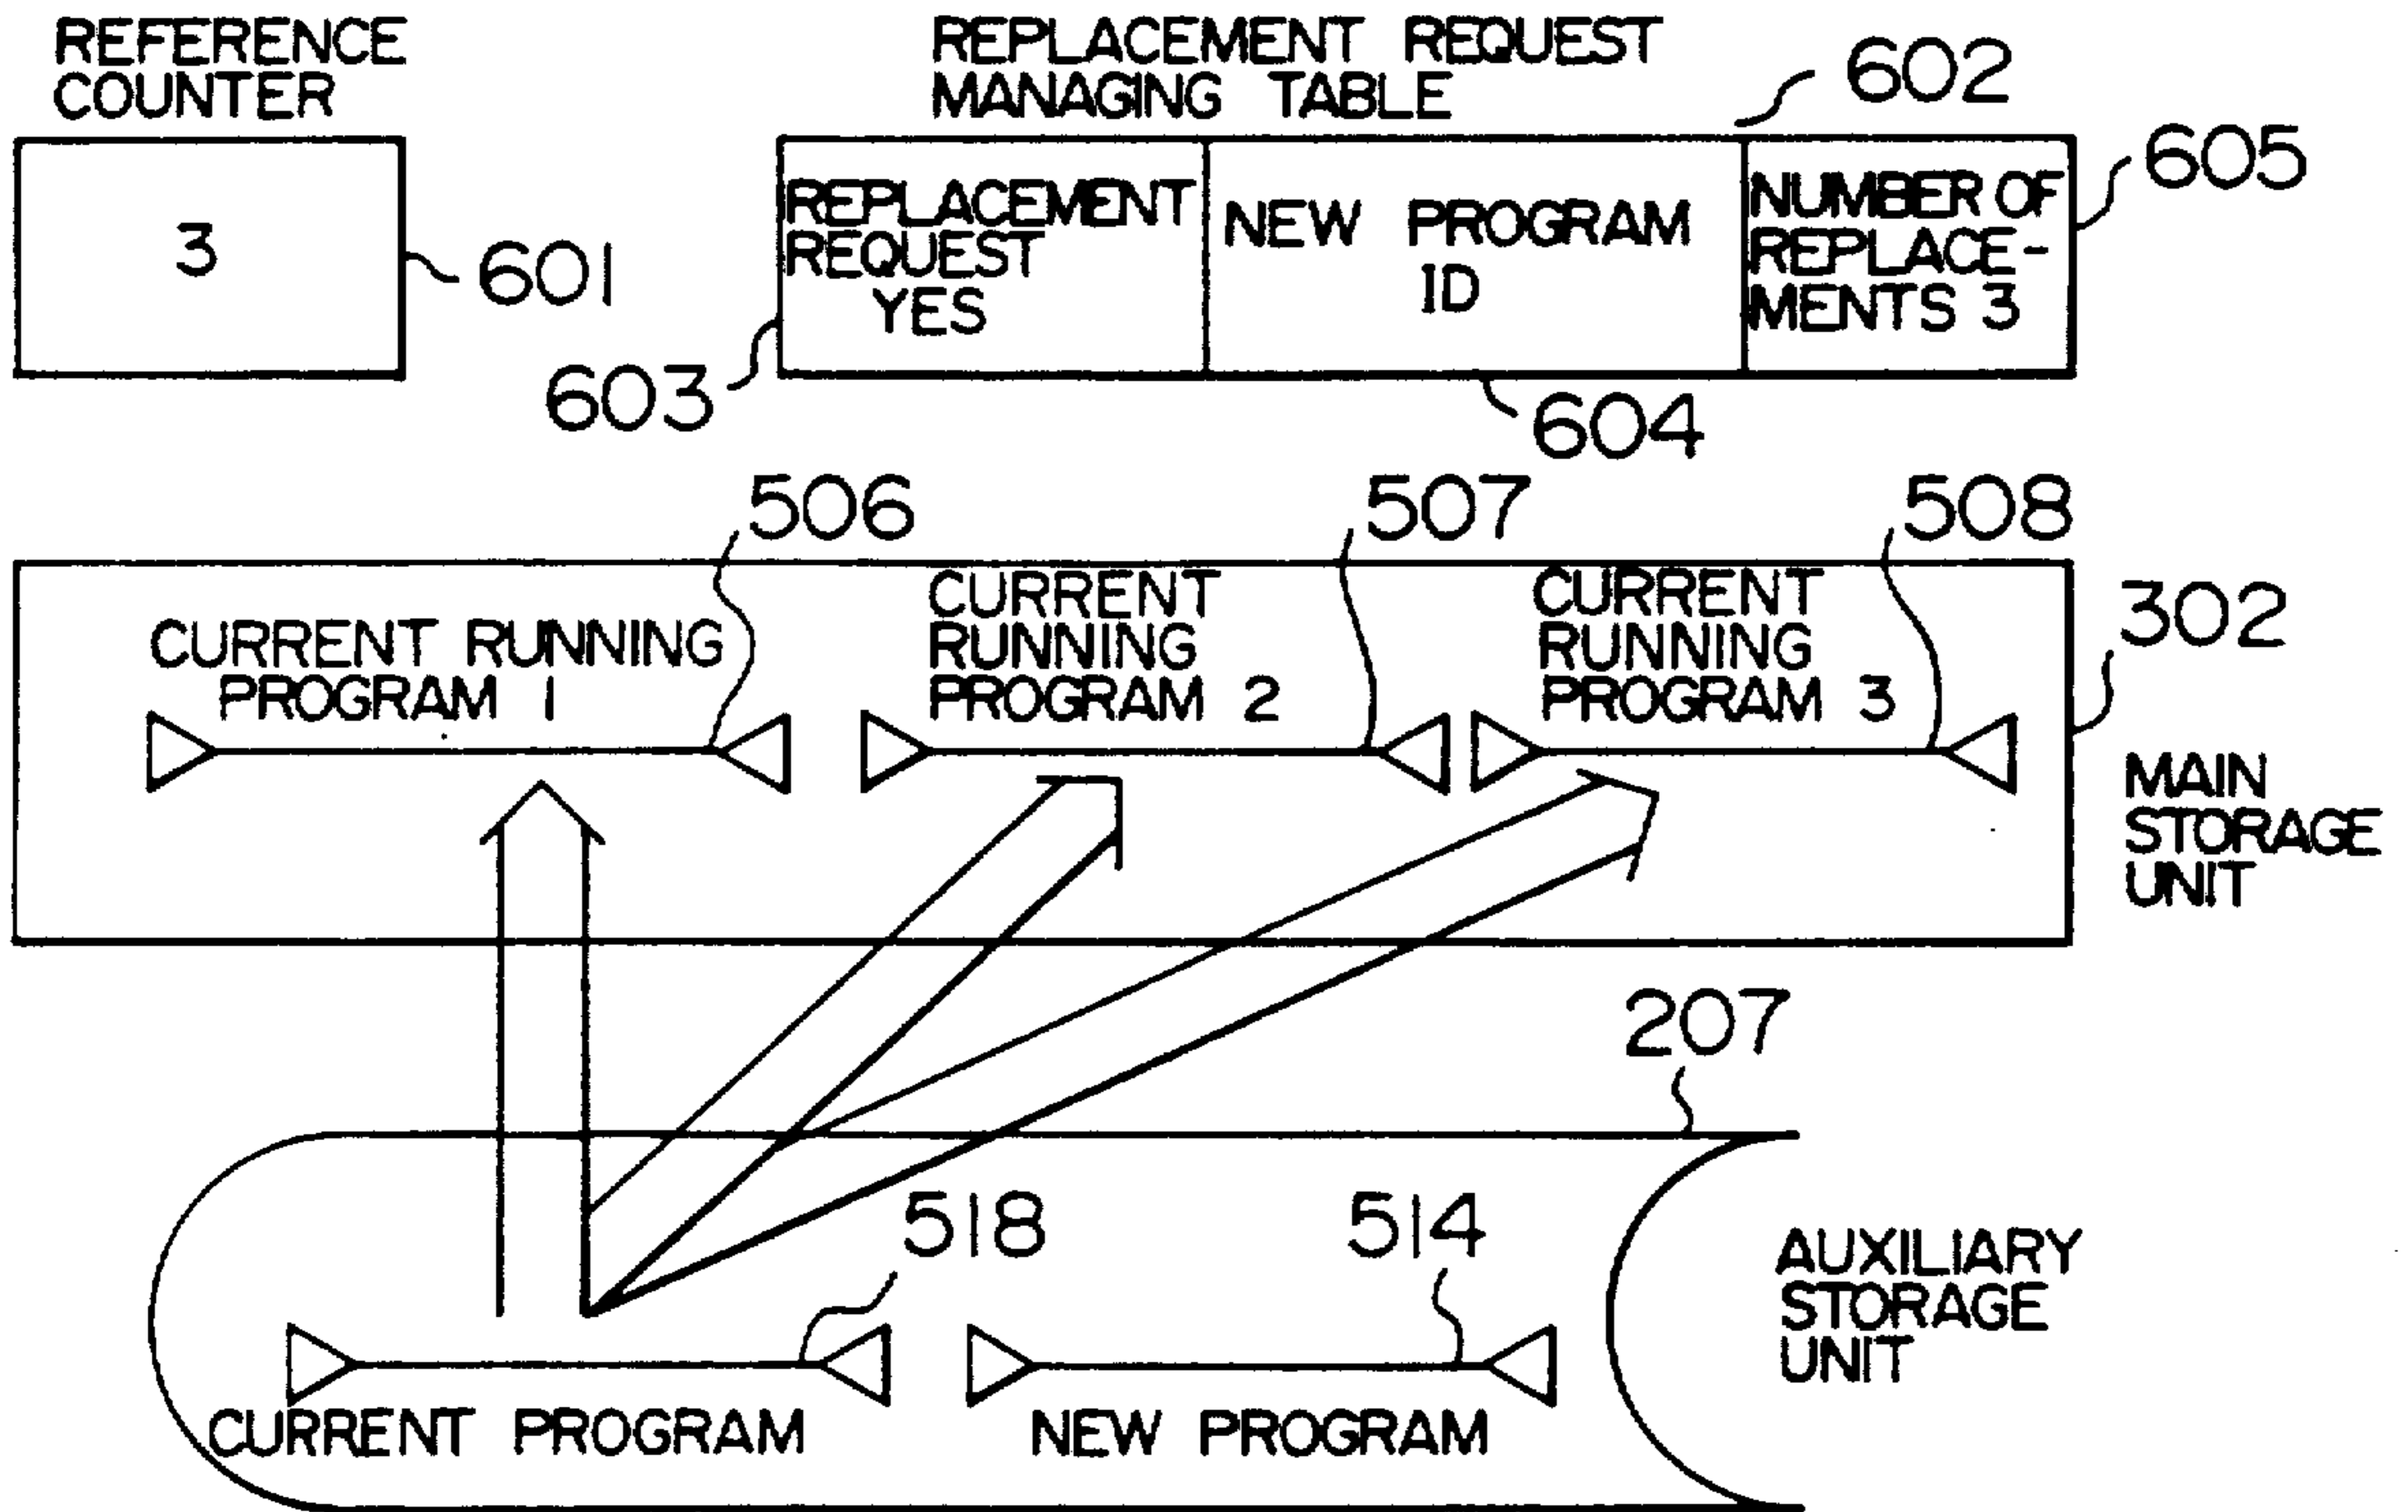 REFERENCE
COUNTER
REPLACEMENT REQUEST
MANAGING TABLE
602
3
601
REPLACEMENT
REQUEST
YES
603
NEW PROGRAM
ID
604
NUMBER OF
REPLACE-
MENTS 3
605
506
507
508
CURRENT RUNNING
PROGRAM 1
CURRENT
RUNNING
PROGRAM 2
CURRENT
RUNNING
PROGRAM 3
302
MAIN
STORAGE
UNIT
207
518
514
CURRENT PROGRAM
NEW PROGRAM
AUXILIARY
STORAGE
UNIT